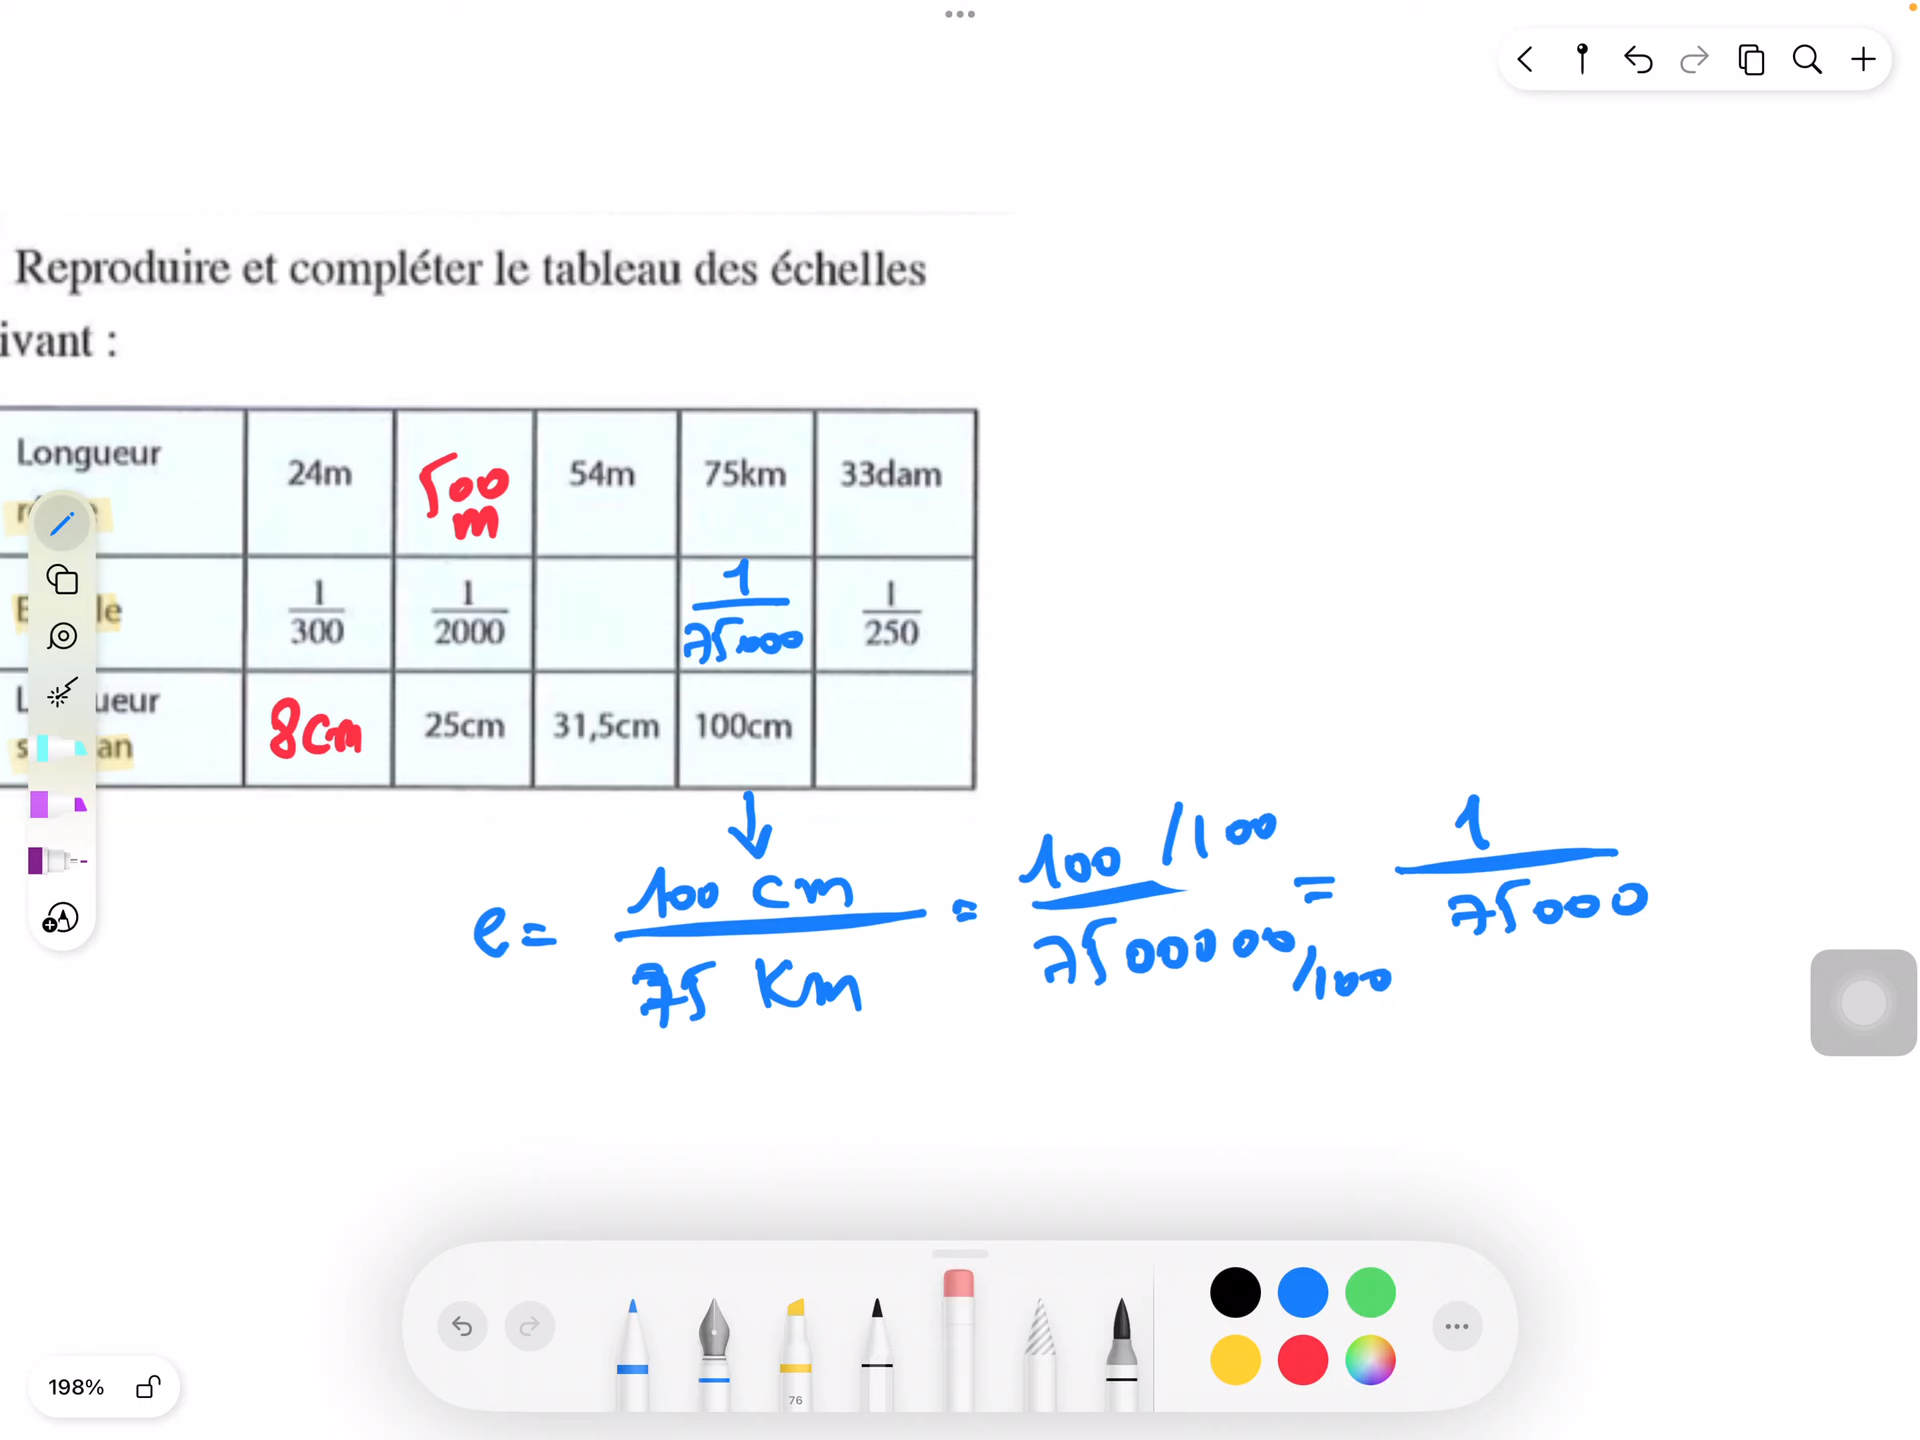 Reproduire et compléter le tableau des échelles
ivant :
Longueur 24m 500 m 54m 75km 33dam
le 1/300 1/2000 1/75000 1/250
ueur
an 8cm 25cm 31,5cm 100cm
e = 100 cm / 75 Km = 100 /100 / 7500000 /100 = 1 / 75000
76
198%